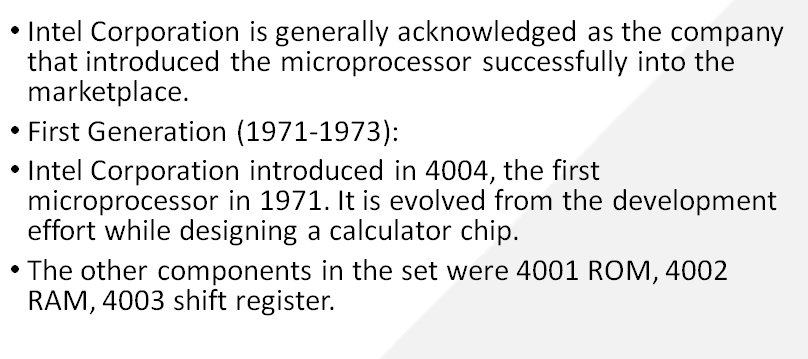 • Intel Corporation is generally acknowledged as the company
that introduced the microprocessor successfully into the
marketplace.
• First Generation (1971-1973):
• Intel Corporation introduced in 4004, the first
microprocessor in 1971. It is evolved from the development
effort while designing a calculator chip.
• The other components in the set were 4001 ROM, 4002
RAM, 4003 shift register.